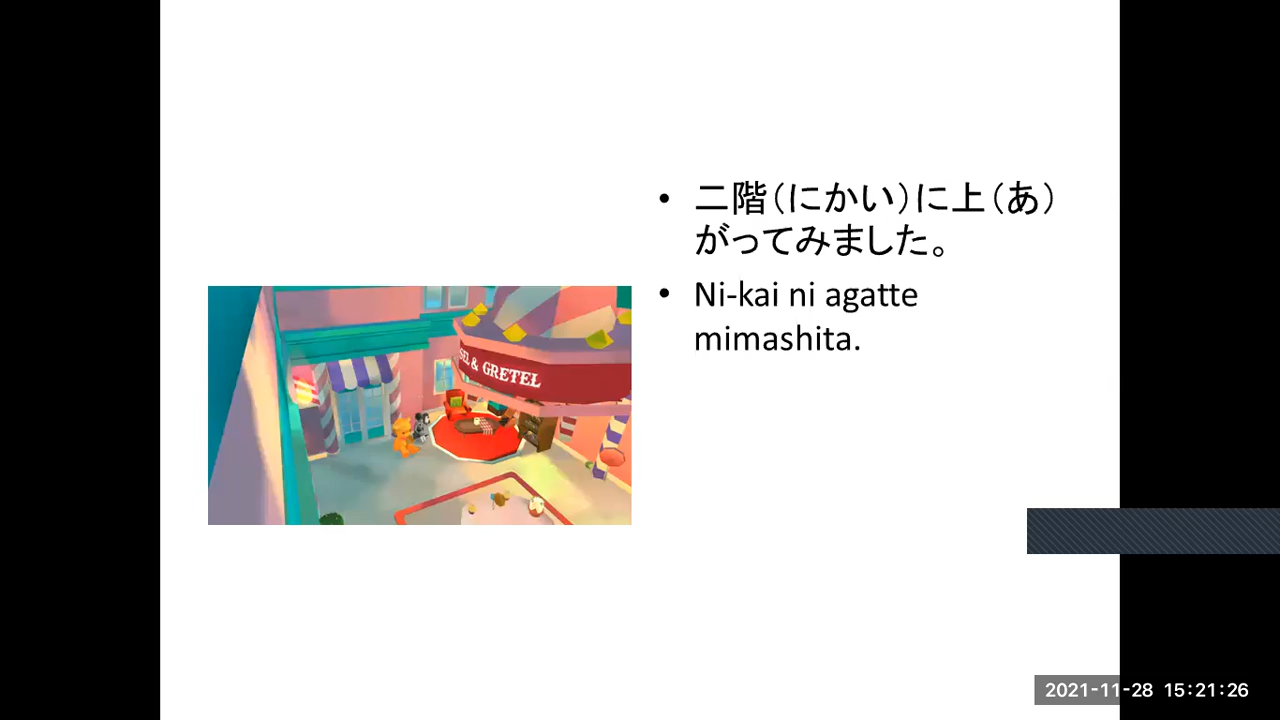 • 二階（にかい）に上（あ）
がってみました。
• Ni-kai ni agatte
mimashita.
SEL & GRETEL
2021-11-28 15:21:26